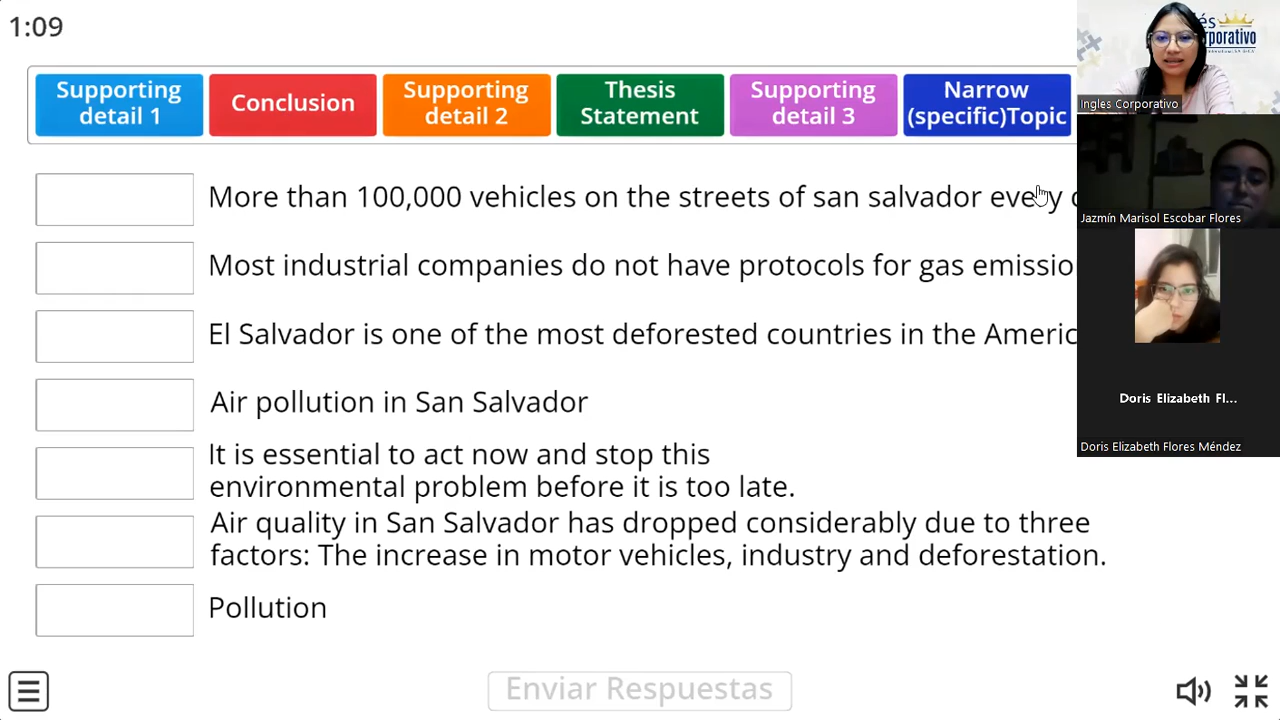 1:09
Supporting
detail 1
Conclusion
Supporting
detail 2
Thesis
Statement
Supporting
detail 3
Narrow
(specific)Topic
Ingles Corporativo
More than 100,000 vehicles on the streets of san salvador every
Jazmín Marisol Escobar Flores
Most industrial companies do not have protocols for gas emissio
El Salvador is one of the most deforested countries in the Americ
Air pollution in San Salvador
Doris Elizabeth Fl...
Doris Elizabeth Flores Méndez
It is essential to act now and stop this
environmental problem before it is too late.
Air quality in San Salvador has dropped considerably due to three
factors: The increase in motor vehicles, industry and deforestation.
Pollution
Enviar Respuestas